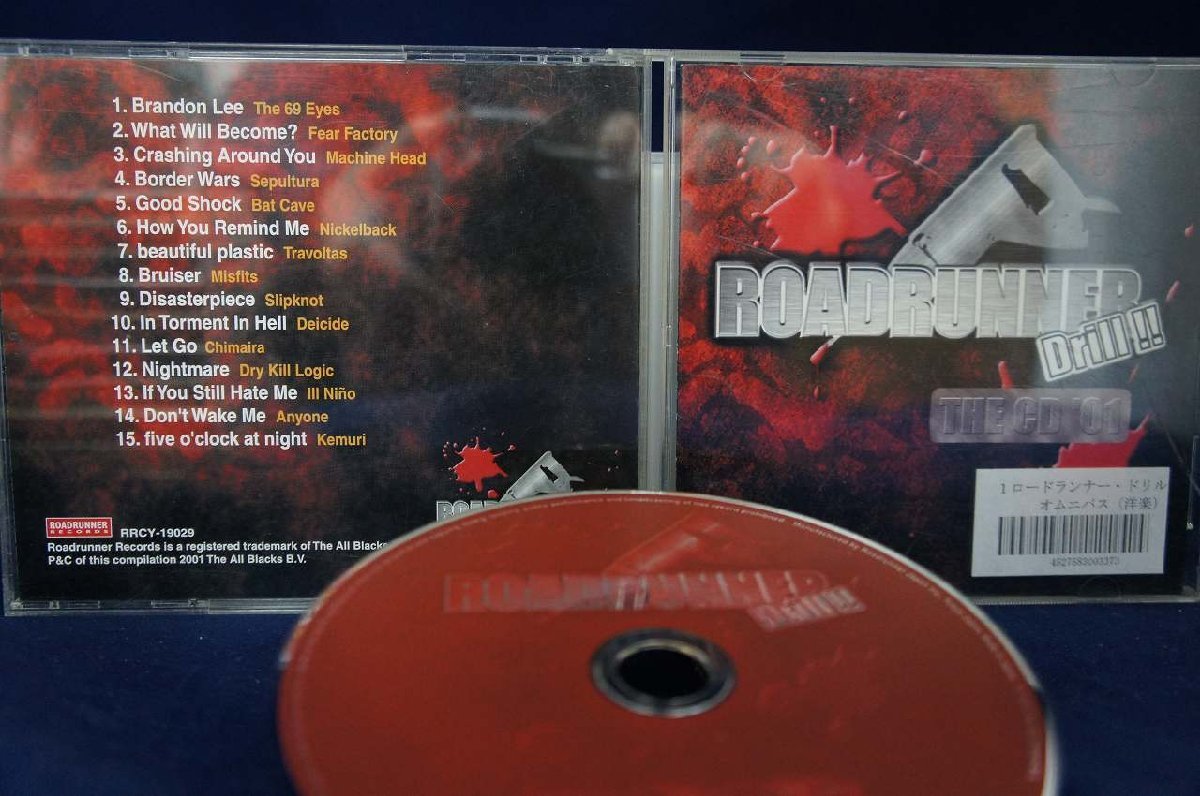 1. Brandon Lee The 69 Eyes
2. What Will Become? Fear Factory
3. Crashing Around You Machine Head
4. Border Wars Sepultura
5. Good Shock Bat Cave
6. How You Remind Me Nickelback
7. beautiful plastic Travoltas
8. Bruiser Misfits
9. Disasterpiece Slipknot
10. In Torment In Hell Deicide
11. Let Go Chimaira
12. Nightmare Dry Kill Logic
13. If You Still Hate Me Ill Niño
14. Don't Wake Me Anyone
15. five o'clock at night Kemuri
ROADRUNNER
RECORDS
RRCY-19029
Roadrunner Records is a registered trademark of The All Blacks
P&C of this compilation 2001 The All Blacks B.V.
ROADRUNNER
Drill!!
THE CD '01
1ロードランナー・ドリル
オムニバス(洋楽)
4527583003373
ROADRUNNER
Drill!!